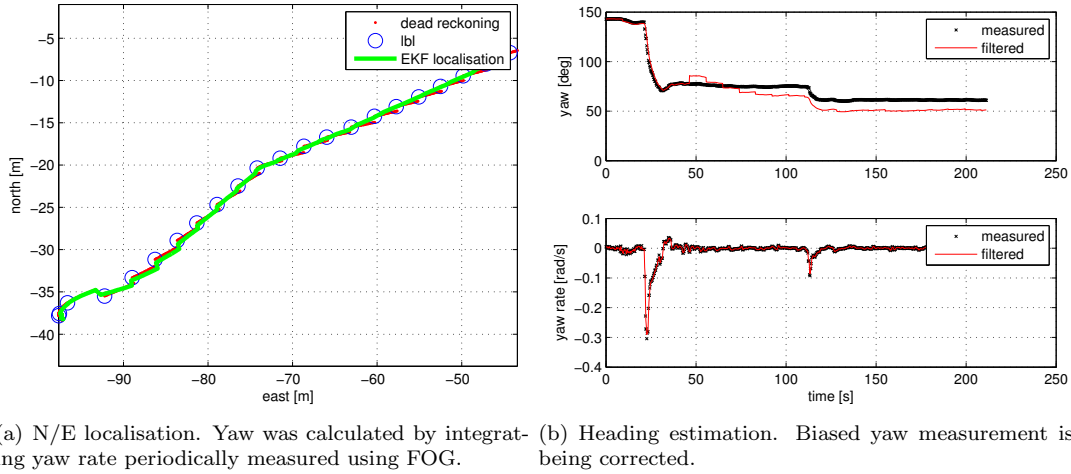 −5
−10
−15
−20
−25
−30
−35
−40
north [m]
−90
−80
−70
−60
−50
east [m]
dead reckoning
lbl
EKF localisation
150
100
50
0
yaw [deg]
0
50
100
150
200
250
measured
filtered
0.1
0
−0.1
−0.2
−0.3
−0.4
yaw rate [rad/s]
0
50
100
150
200
250
time [s]
measured
filtered
a) N/E localisation. Yaw was calculated by integrat-
ng yaw rate periodically measured using FOG.
(b) Heading estimation. Biased yaw measurement is
being corrected.